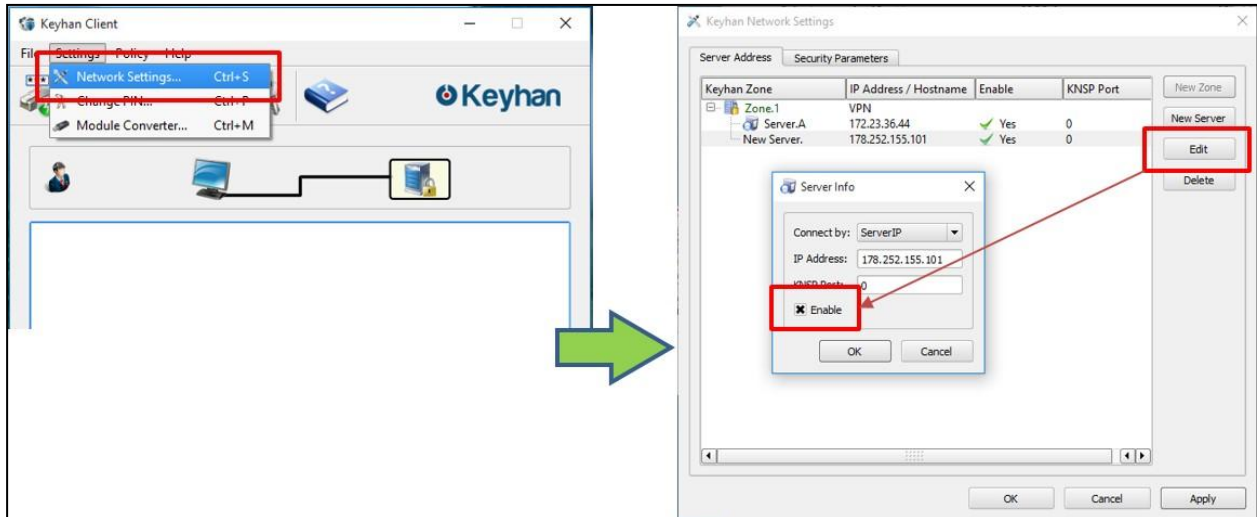 Keyhan Client
File Settings Policy Help
Network Settings... Ctrl+S
Change PIN... Ctrl+P
Module Converter... Ctrl+M
Keyhan
Keyhan Network Settings
Server Address Security Parameters
Keyhan Zone IP Address / Hostname Enable KNSP Port
Zone.1 VPN
Server.A 172.23.36.44 Yes 0
New Server. 178.252.155.101 Yes 0
New Zone
New Server
Edit
Delete
Server Info
Connect by: ServerIP
IP Address: 178.252.155.101
KNSP Port: 0
Enable
OK Cancel
OK Cancel Apply